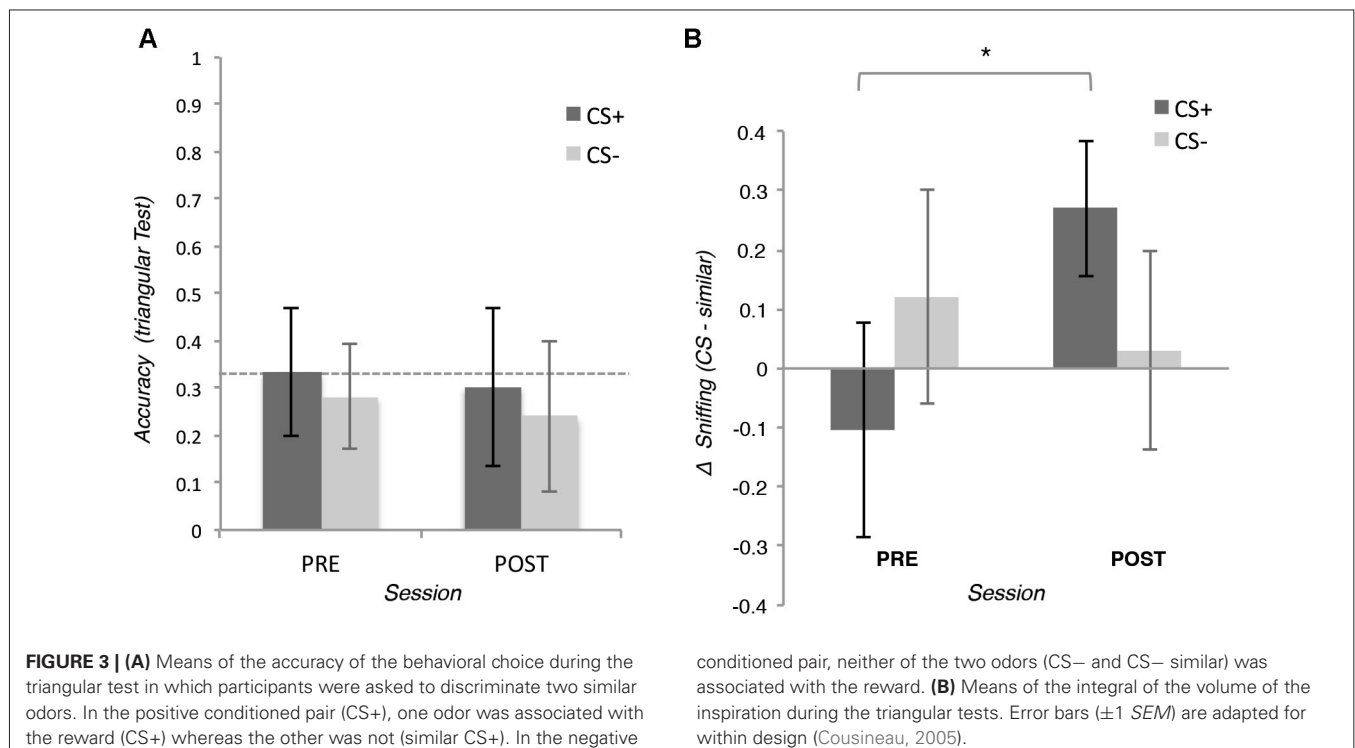 A
1
0.9
0.8
0.7
0.6
0.5
0.4
0.3
0.2
0.1
0
Accuracy (triangular Test)
CS+
CS-
PRE
POST
Session
B
*
CS+
CS-
0.4
0.3
0.2
0.1
0
-0.1
-0.2
-0.3
-0.4
Δ Sniffing (CS - similar)
PRE
POST
Session
FIGURE 3 | (A) Means of the accuracy of the behavioral choice during the
triangular test in which participants were asked to discriminate two similar
odors. In the positive conditioned pair (CS+), one odor was associated with
the reward (CS+) whereas the other was not (similar CS+). In the negative
conditioned pair, neither of the two odors (CS− and CS− similar) was
associated with the reward. (B) Means of the integral of the volume of the
inspiration during the triangular tests. Error bars (±1 SEM) are adapted for
within design (Cousineau, 2005).